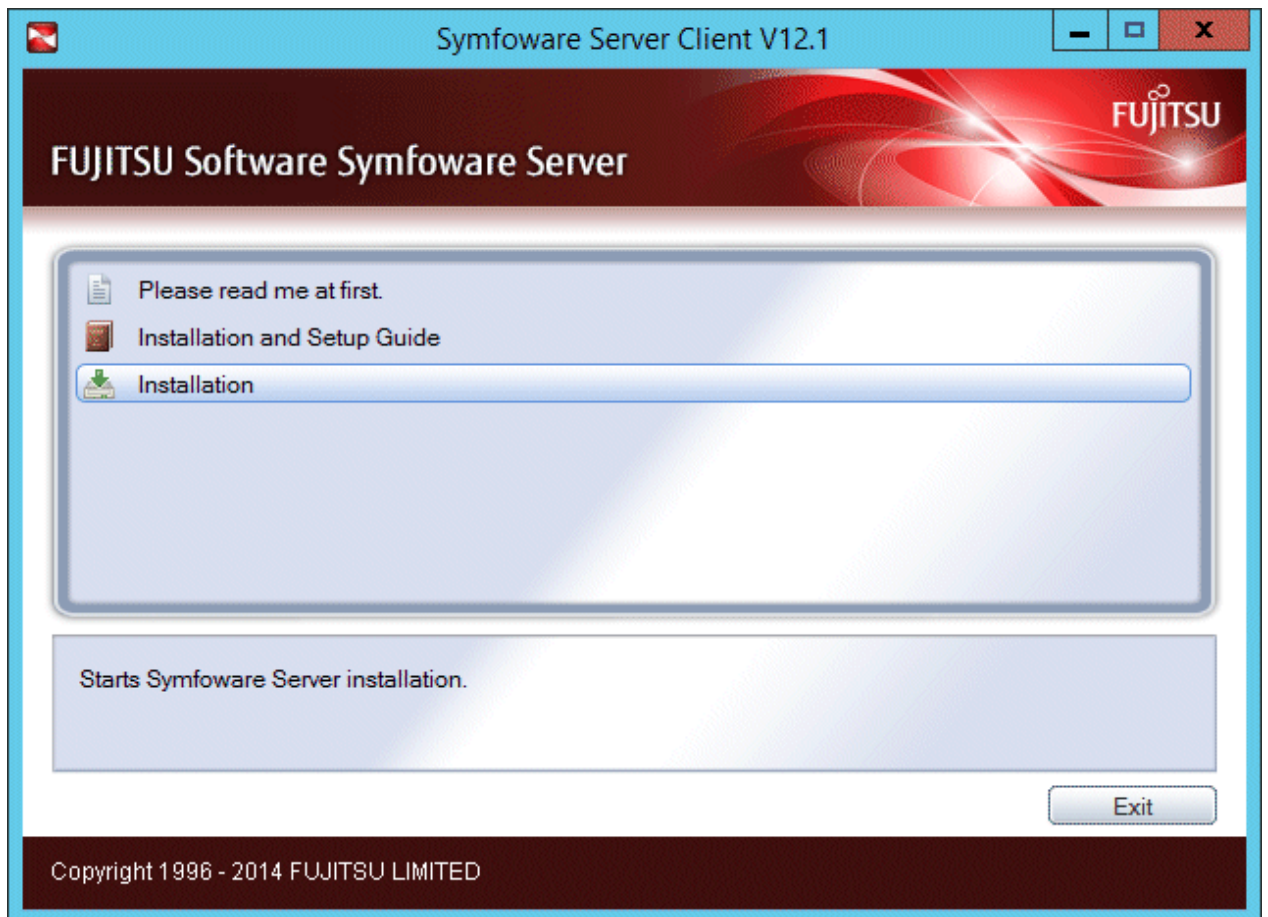 Symfoware Server Client V12.1
FUJITSU
FUJITSU Software Symfoware Server
Please read me at first.
Installation and Setup Guide
Installation
Starts Symfoware Server installation.
Exit
Copyright 1996 - 2014 FUJITSU LIMITED